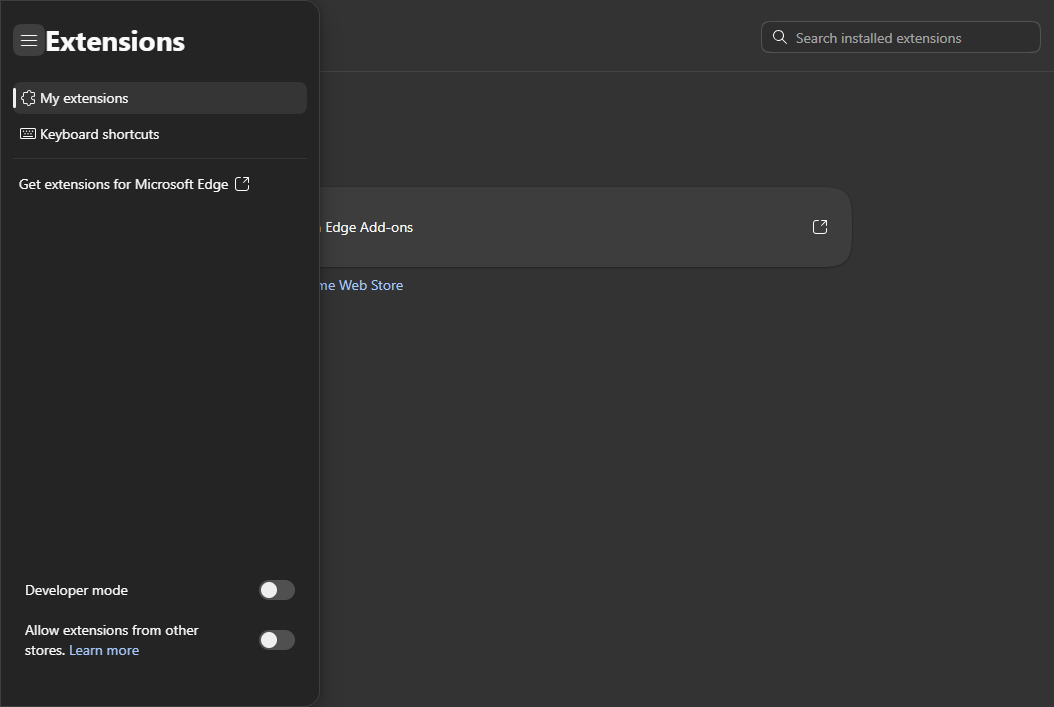 Extensions
Search installed extensions
My extensions
Keyboard shortcuts
Get extensions for Microsoft Edge
Edge Add-ons
Web Store
Developer mode
Allow extensions from other
stores. Learn more